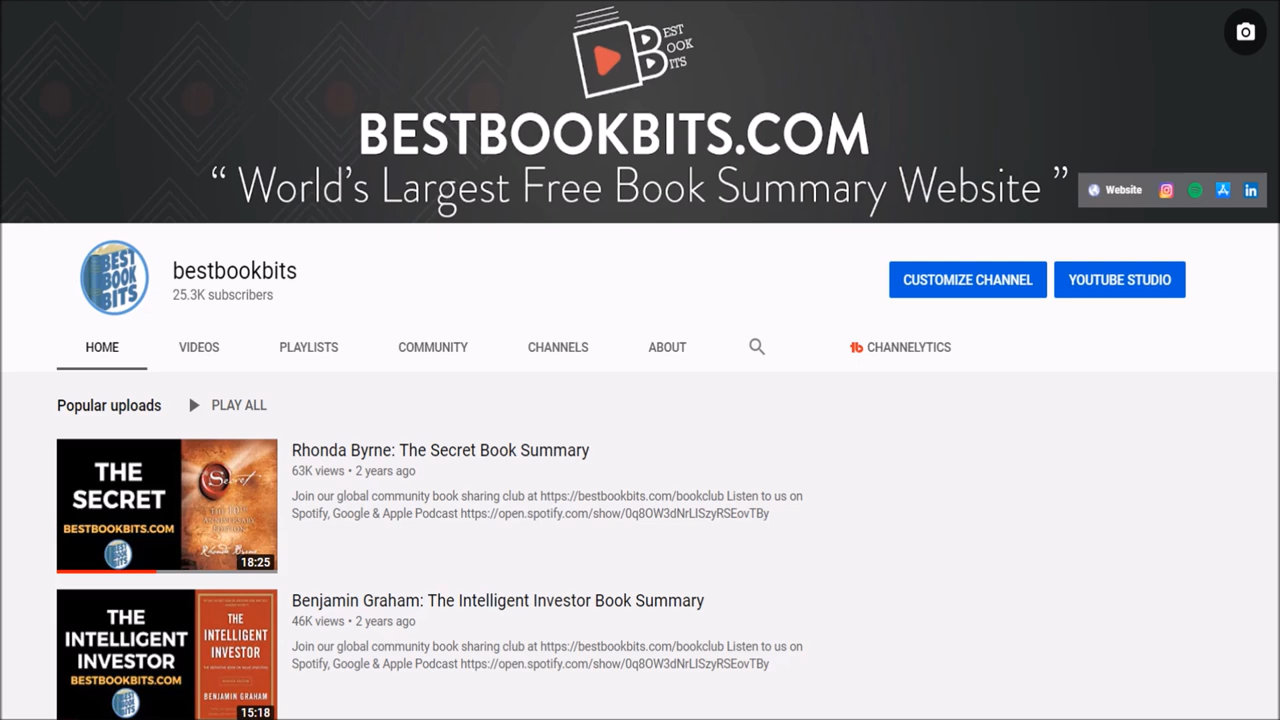 BEST
BOOK
BITS
BESTBOOKBITS.COM
“ World's Largest Free Book Summary Website ”
Website
BEST
BOOK
BITS
bestbookbits
25.3K subscribers
CUSTOMIZE CHANNEL
YOUTUBE STUDIO
HOME
VIDEOS
PLAYLISTS
COMMUNITY
CHANNELS
ABOUT
CHANNELYTICS
Popular uploads
PLAY ALL
THE
SECRET
BESTBOOKBITS.COM
Secret
Rhonda Byrne
18:25
Rhonda Byrne: The Secret Book Summary
63K views • 2 years ago
Join our global community book sharing club at https://bestbookbits.com/bookclub Listen to us on
Spotify, Google & Apple Podcast https://open.spotify.com/show/0q8OW3dNrLISzyRSEovTBy
THE
INTELLIGENT
INVESTOR
BESTBOOKBITS.COM
THE
INTELLIGENT
INVESTOR
BENJAMIN GRAHAM
15:18
Benjamin Graham: The Intelligent Investor Book Summary
46K views • 2 years ago
Join our global community book sharing club at https://bestbookbits.com/bookclub Listen to us on
Spotify, Google & Apple Podcast https://open.spotify.com/show/0q8OW3dNrLISzyRSEovTBy